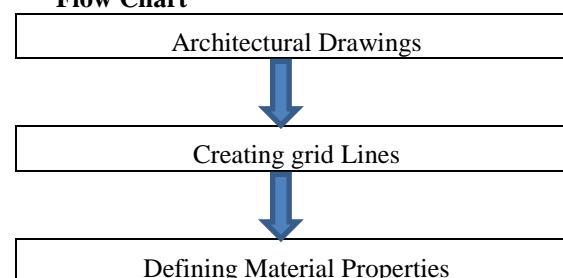 Flow Chart
Architectural Drawings
Creating grid Lines
Defining Material Properties